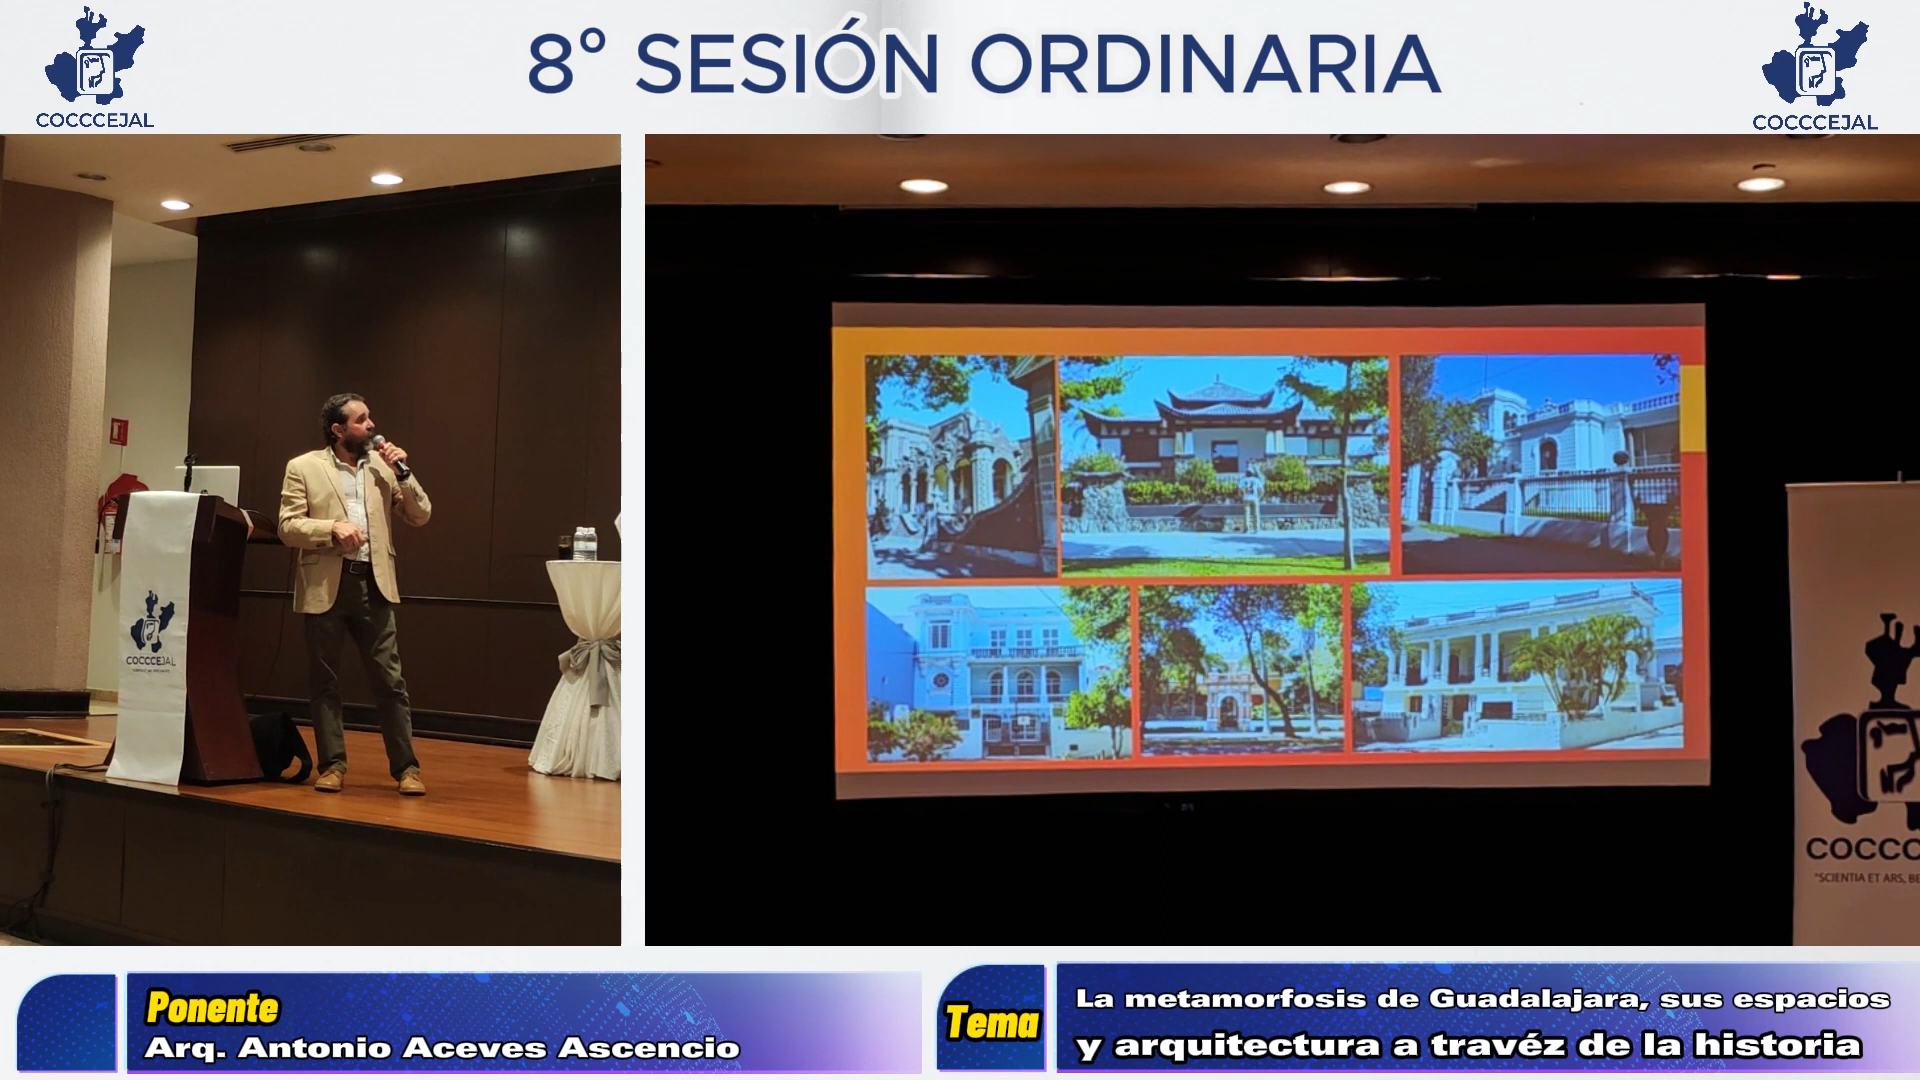 8° SESIÓN ORDINARIA
COCCCEJAL
COCCCEJAL
COCCCEJAL
COCCC
"SCIENTIA ET ARS, BE
Ponente
Arq. Antonio Aceves Ascencio
Tema
La metamorfosis de Guadalajara, sus espacios
y arquitectura a travéz de la historia